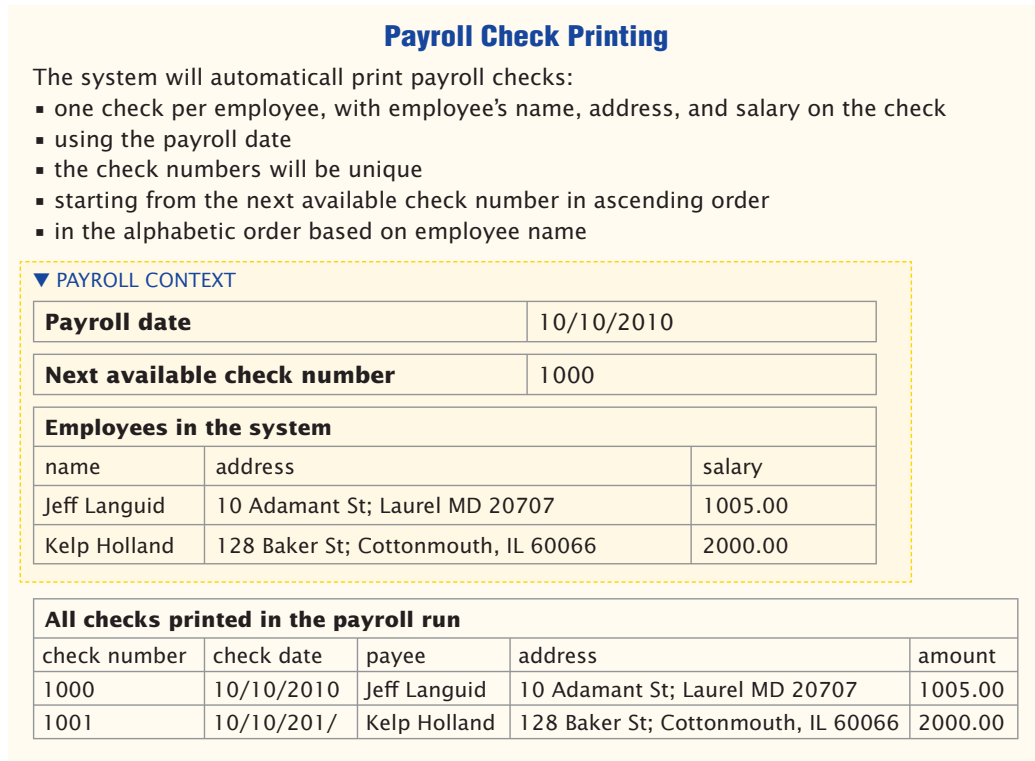 Payroll Check Printing
The system will automaticall print payroll checks:
▪ one check per employee, with employee's name, address, and salary on the check
▪ using the payroll date
▪ the check numbers will be unique
▪ starting from the next available check number in ascending order
▪ in the alphabetic order based on employee name
▼ PAYROLL CONTEXT
Payroll date 10/10/2010
Next available check number 1000
Employees in the system
name address salary
Jeff Languid 10 Adamant St; Laurel MD 20707 1005.00
Kelp Holland 128 Baker St; Cottonmouth, IL 60066 2000.00
All checks printed in the payroll run
check number check date payee address amount
1000 10/10/2010 Jeff Languid 10 Adamant St; Laurel MD 20707 1005.00
1001 10/10/201/ Kelp Holland 128 Baker St; Cottonmouth, IL 60066 2000.00